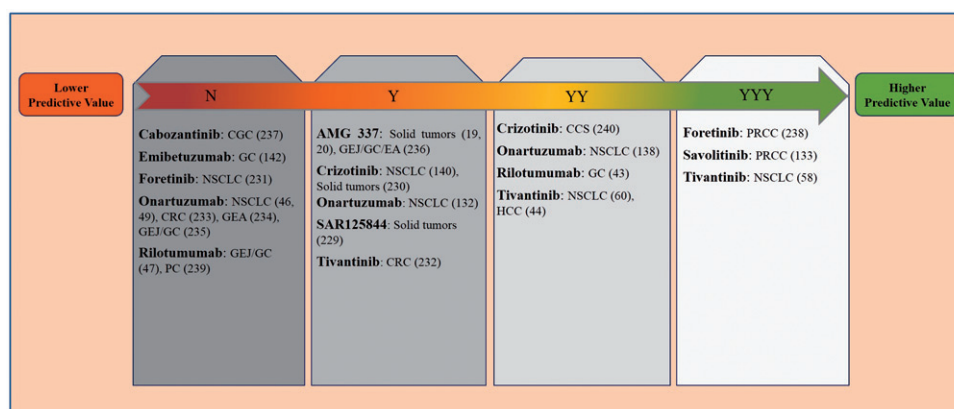 Lower
Predictive Value
N
Y
YY
YYY
Higher
Predictive Value
Cabozantinib: CGC (237)
Emibetuzumab: GC (142)
Foretinib: NSCLC (231)
Onartuzumab: NSCLC (46,
49), CRC (233), GEA (234),
GEJ/GC (235)
Rilotumumab: GEJ/GC
(47), PC (239)
AMG 337: Solid tumors (19,
20), GEJ/GC/EA (236)
Crizotinib: NSCLC (140),
Solid tumors (230)
Onartuzumab: NSCLC (132)
SAR125844: Solid tumors
(229)
Tivantinib: CRC (232)
Crizotinib: CCS (240)
Onartuzumab: NSCLC (138)
Rilotumumab: GC (43)
Tivantinib: NSCLC (60),
HCC (44)
Foretinib: PRCC (238)
Savolitinib: PRCC (133)
Tivantinib: NSCLC (58)